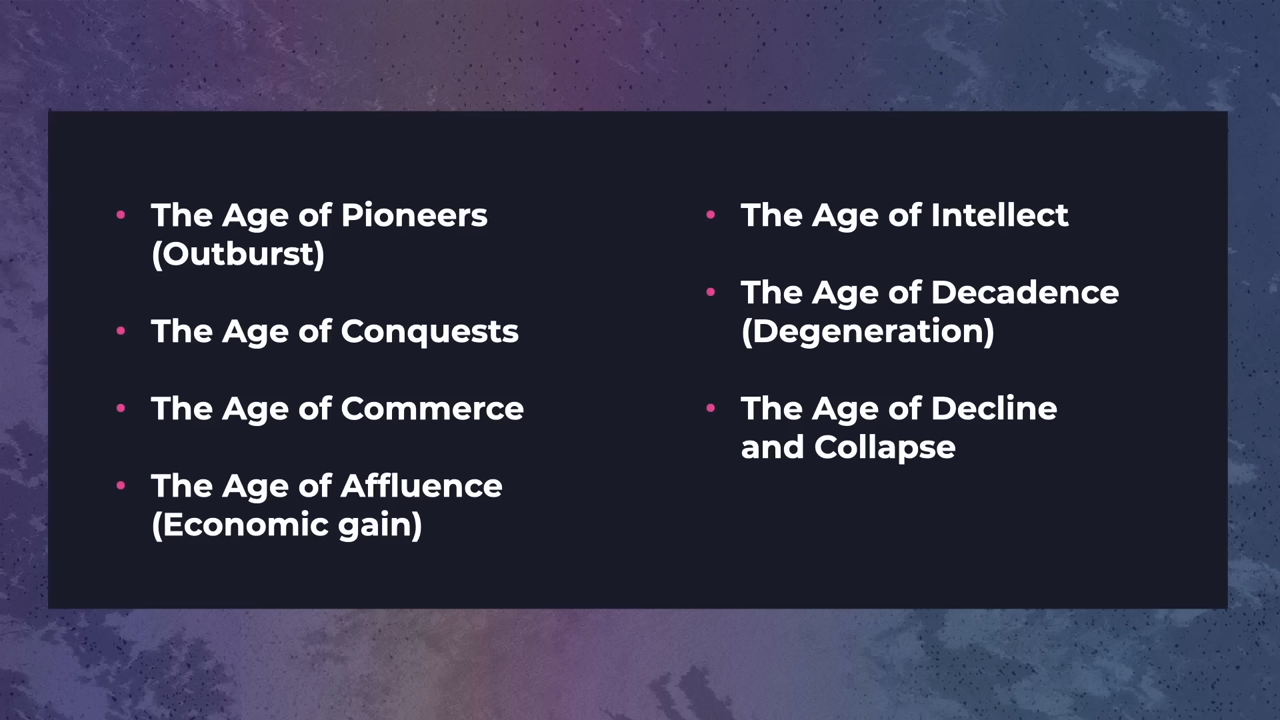 The Age of Pioneers
(Outburst)
The Age of Conquests
The Age of Commerce
The Age of Affluence
(Economic gain)
The Age of Intellect
The Age of Decadence
(Degeneration)
The Age of Decline
and Collapse